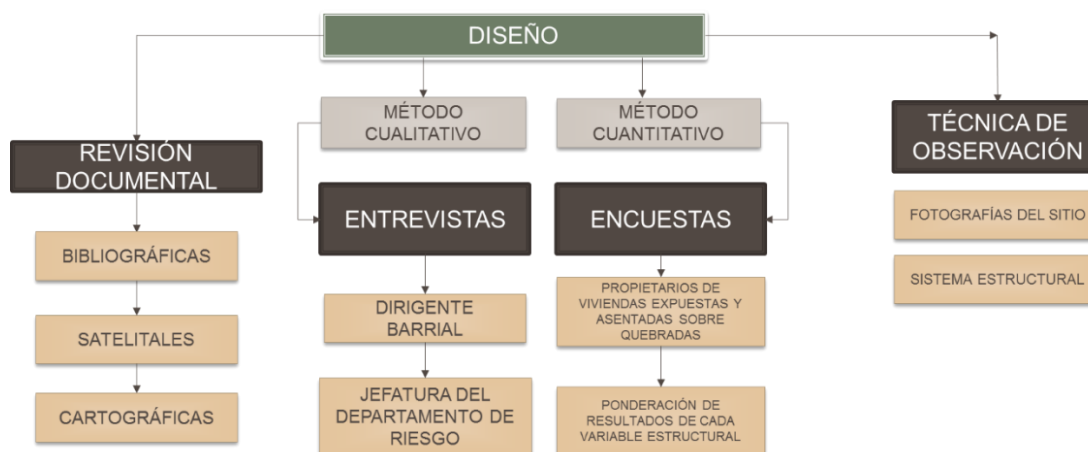 DISEÑO
REVISIÓN
DOCUMENTAL
BIBLIOGRÁFICAS
SATELITALES
CARTOGRÁFICAS
MÉTODO
CUALITATIVO
ENTREVISTAS
DIRIGENTE
BARRIAL
JEFATURA DEL
DEPARTAMENTO DE
RIESGO
MÉTODO
CUANTITATIVO
ENCUESTAS
PROPIETARIOS DE
VIVIENDAS EXPUESTAS Y
ASENTADAS SOBRE
QUEBRADAS
PONDERACIÓN DE
RESULTADOS DE CADA
VARIABLE ESTRUCTURAL
TÉCNICA DE
OBSERVACIÓN
FOTOGRAFÍAS DEL SITIO
SISTEMA ESTRUCTURAL